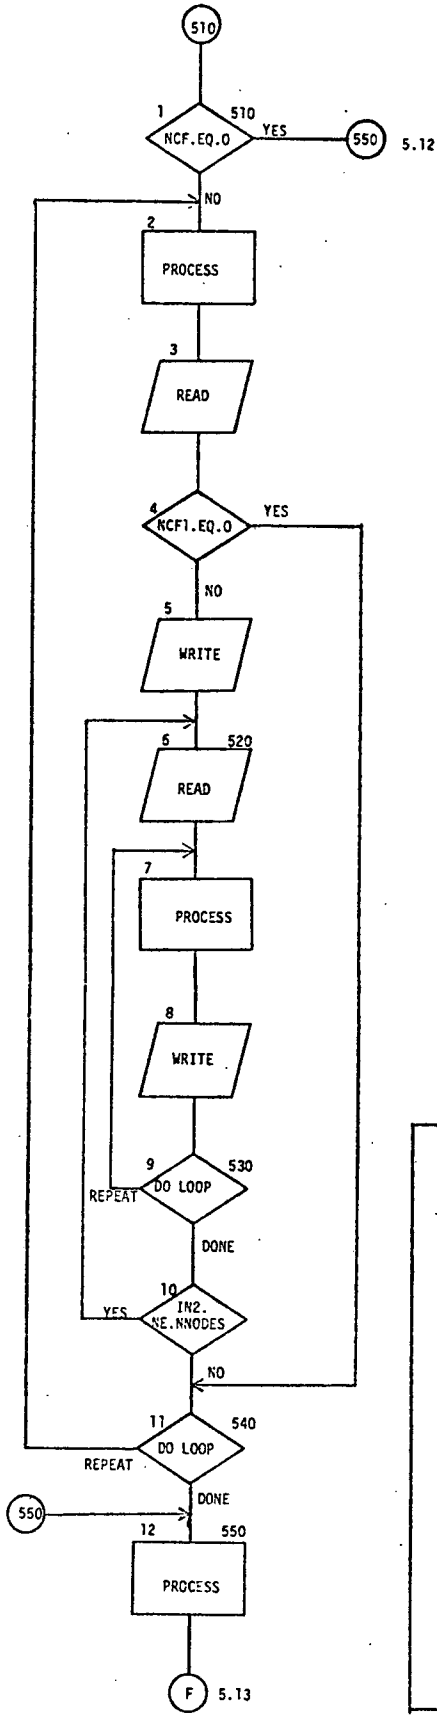 510
1 510
NCF.EQ.0 YES 550 5.12
NO
2
PROCESS
3
READ
4 YES
NCF1.EQ.0
NO
5
WRITE
6 520
READ
7
PROCESS
8
WRITE
9 530
DO LOOP
REPEAT
DONE
10
IN2.
YES NE.NNODES
NO
11 540
DO LOOP
REPEAT
DONE
550
12 550
PROCESS
F 5.13